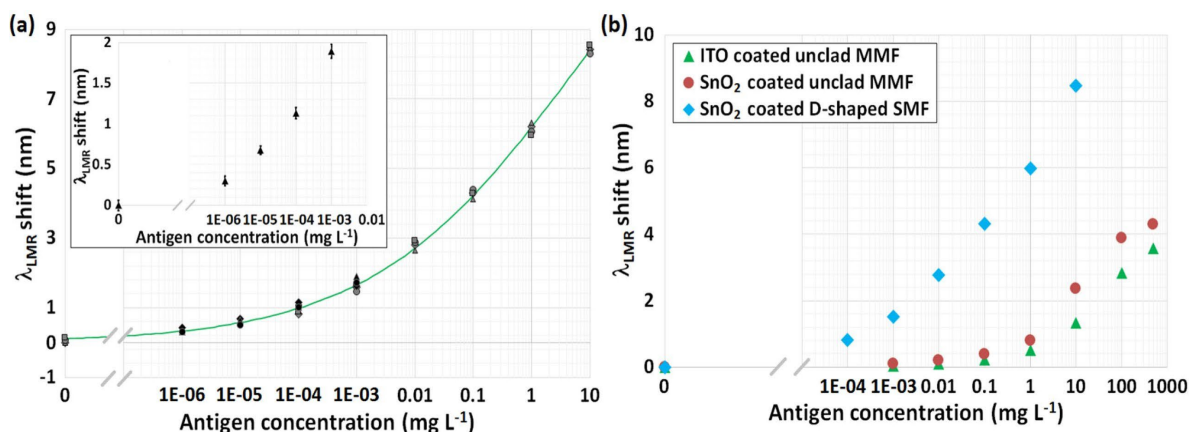 (a)
9
7
5
3
1
0
-1
λLMR shift (nm)
2
1.5
1
0.5
0
λLMR shift (nm)
0 1E-06 1E-05 1E-04 1E-03 0.01
Antigen concentration (mg L-1)
0 1E-06 1E-05 1E-04 1E-03 0.01 0.1 1 10
Antigen concentration (mg L-1)
(b)
10
8
6
4
2
0
λLMR shift (nm)
ITO coated unclad MMF
SnO2 coated unclad MMF
SnO2 coated D-shaped SMF
0 1E-04 1E-03 0.01 0.1 1 10 100 1000
Antigen concentration (mg L-1)